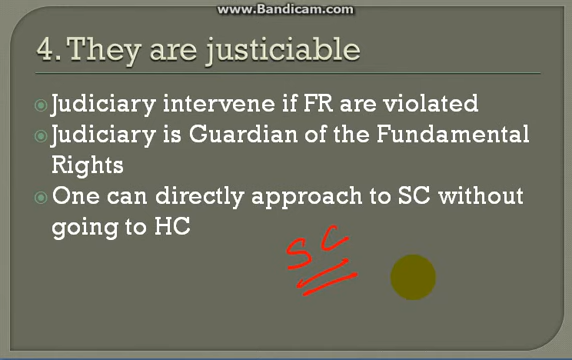 www.Bandicam.com
4. They are justiciable
Judiciary intervene if FR are violated
Judiciary is Guardian of the Fundamental
Rights
One can directly approach to SC without
going to HC
SC